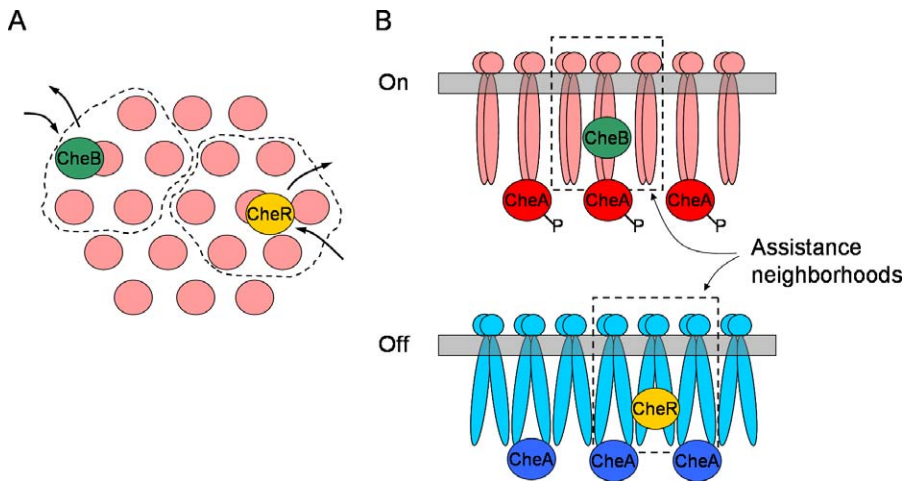 A
CheB
CheR
B
On
CheB
CheA
CheA
CheA
P
P
P
Assistance
neighborhoods
Off
CheR
CheA
CheA
CheA